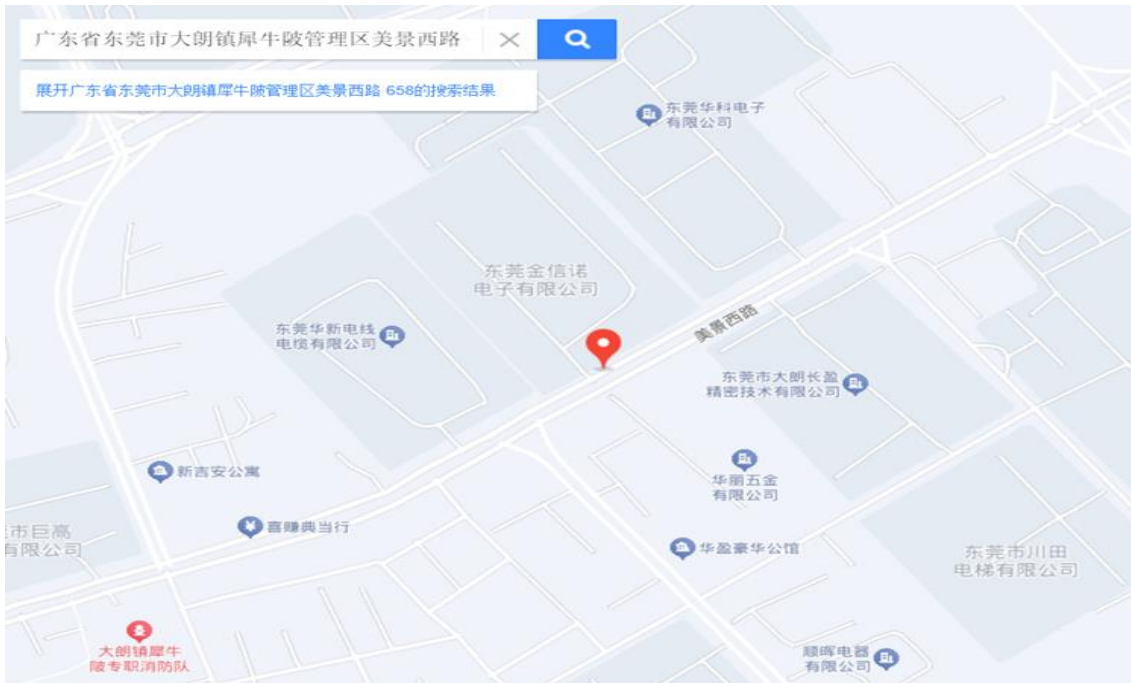 广东省东莞市大朗镇犀牛陂管理区美景西路
展开广东省东莞市大朗镇犀牛陂管理区美景西路 658的搜索结果
东莞华科电子
有限公司
东莞金信诺
电子有限公司
美景西路
东莞华新电线
电缆有限公司
东莞市大朗长盈
精密技术有限公司
新吉安公寓
华丽五金
有限公司
喜赚典当行
市巨高
有限公司
华盈豪华公馆
东莞市川田
电梯有限公司
大朗镇犀牛
陂专职消防队
顺晖电器
有限公司